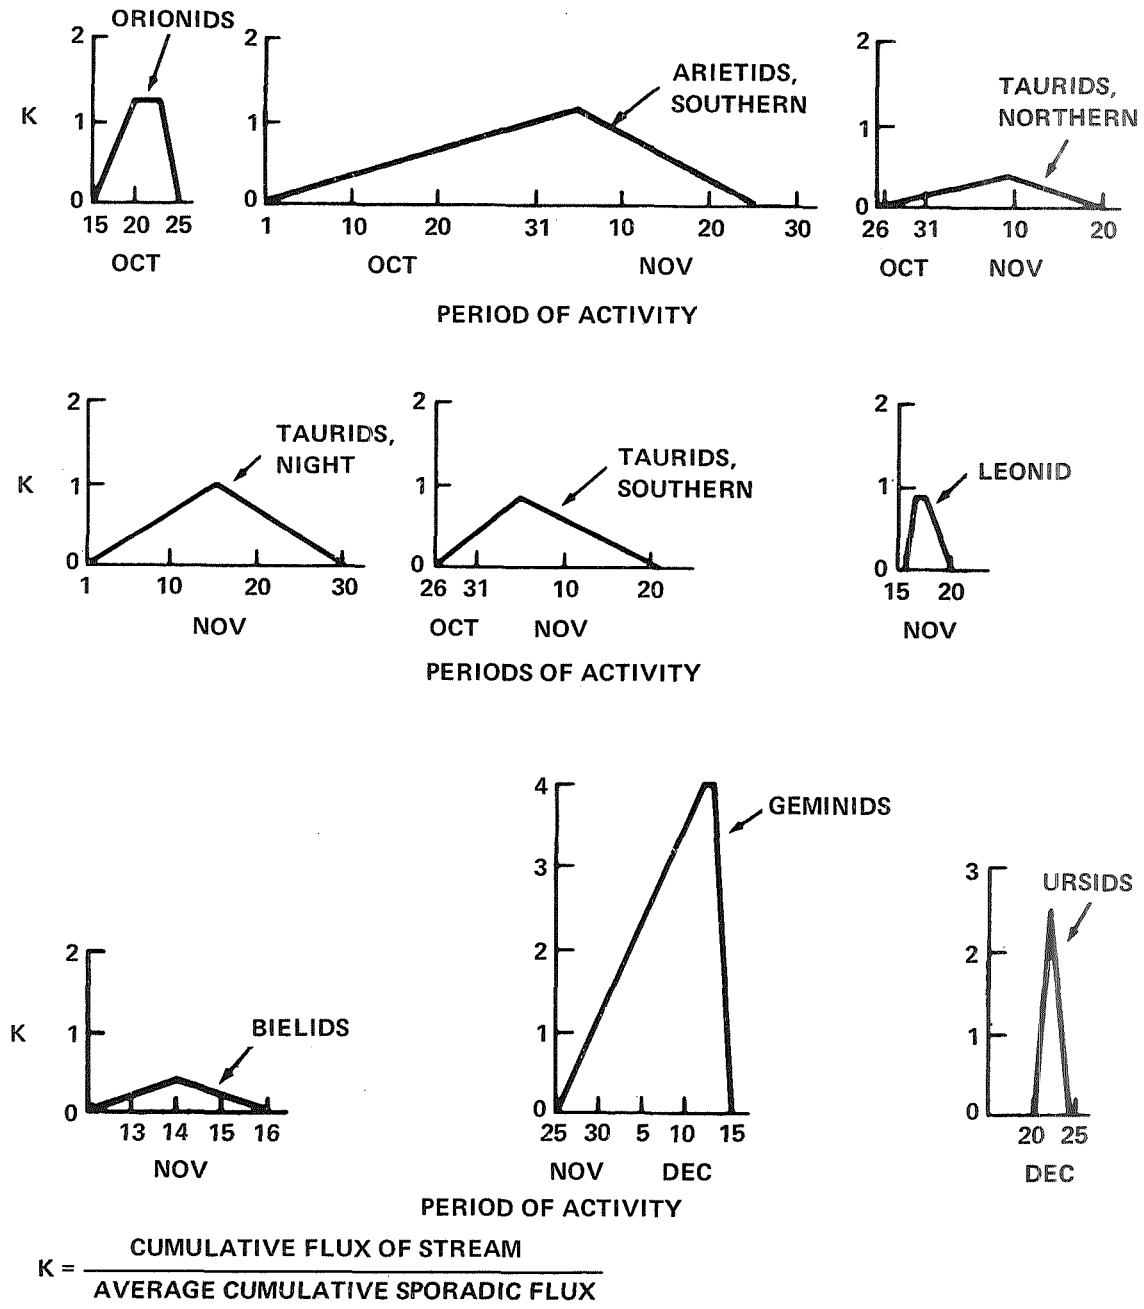 ORIONIDS
2
K 1
0
15 20 25
OCT
ARIETIDS,
SOUTHERN
2
1
0
1 10 20 31 10 20 30
OCT NOV
TAURIDS,
NORTHERN
2
1
0
26 31 10 20
OCT NOV
PERIOD OF ACTIVITY
TAURIDS,
NIGHT
2
K 1
0
1 10 20 30
NOV
TAURIDS,
SOUTHERN
2
1
0
26 31 10 20
OCT NOV
LEONID
2
1
0
15 20
NOV
PERIODS OF ACTIVITY
BIELIDS
2
K 1
0
13 14 15 16
NOV
GEMINIDS
4
3
2
1
0
25 30 5 10 15
NOV DEC
URSIDS
3
2
1
0
20 25
DEC
PERIOD OF ACTIVITY
CUMULATIVE FLUX OF STREAM
K =
AVERAGE CUMULATIVE SPORADIC FLUX